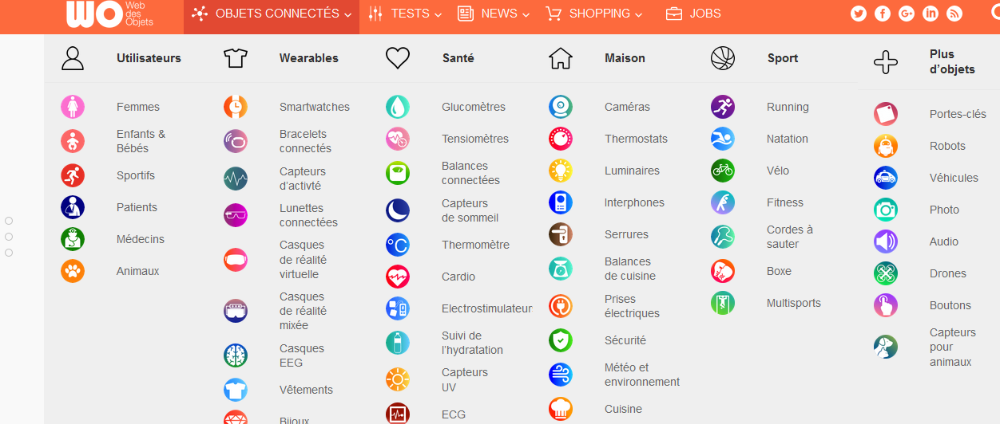 WO Web
des
Objets
OBJETS CONNECTÉS
TESTS
NEWS
SHOPPING
JOBS
Utilisateurs
Femmes
Enfants &
Bébés
Sportifs
Patients
Médecins
Animaux
Wearables
Smartwatches
Bracelets
connectés
Capteurs
d'activté
Lunettes
connectées
Casques
de réalité
virtuelle
Casques
de réalité
mixée
Casques
EEG
Vêtements
Bijoux
Santé
Glucomètres
Tensiomètres
Balances
connectées
Capteurs
de sommeil
°C
Thermomètre
Cardio
Electrostimulateur
Suivi de
l'hydratation
Capteurs
UV
ECG
Maison
Caméras
Thermostats
Luminaires
Interphones
Serrures
Balances
de cuisine
Prises
électriques
Sécurité
Météo et
environnement
Cuisine
Sport
Running
Natation
Vélo
Fitness
Cordes à
sauter
Boxe
Multisports
Plus
d'objets
Portes-clés
Robots
Véhicules
Photo
Audio
Drones
Boutons
Capteurs
pour
animaux